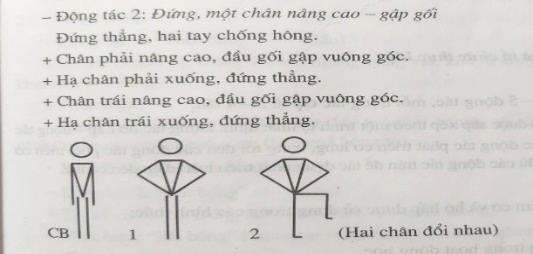 – Động tác 2: Đứng, một chân nâng cao – gập gối
Đứng thẳng, hai tay chống hông.
+ Chân phải nâng cao, đầu gối gập vuông góc.
+ Hạ chân phải xuống, đứng thẳng.
+ Chân trái nâng cao, đầu gối gập vuông góc.
+ Hạ chân trái xuống, đứng thẳng.
CB 1 2 (Hai chân đổi nhau)